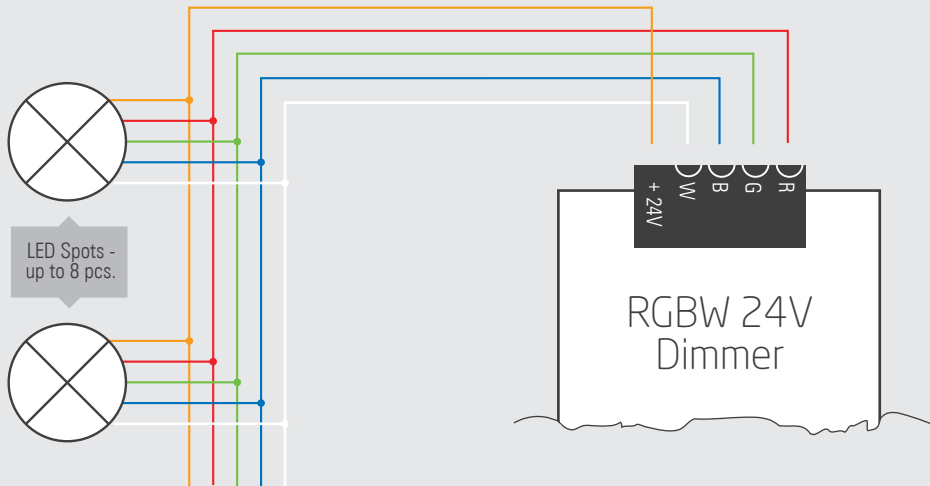 + 24V
W
B
G
R
LED Spots -
up to 8 pcs.
RGBW 24V
Dimmer